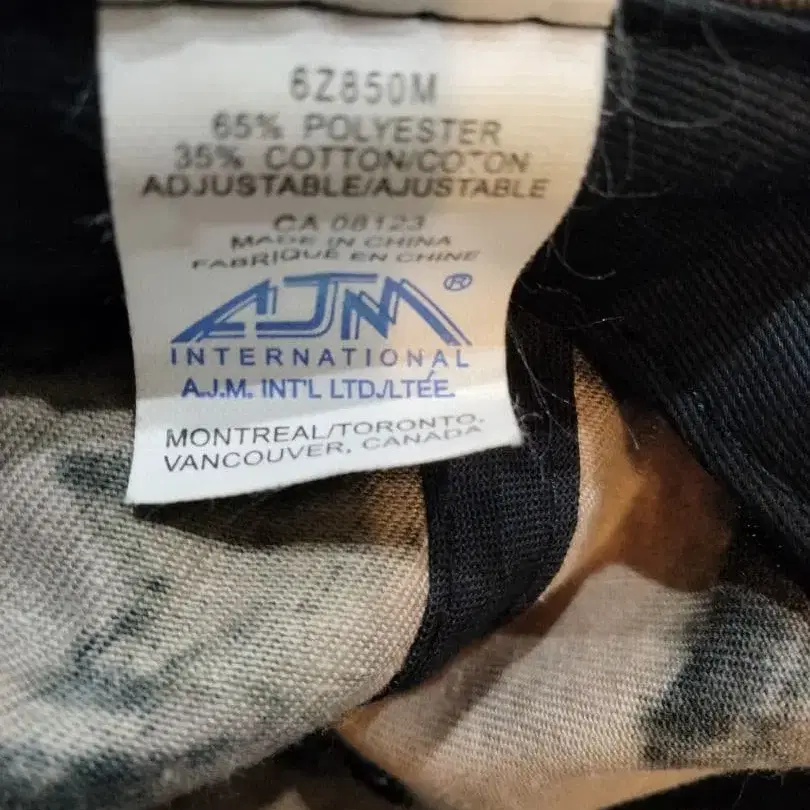 6Z850M
65% POLYESTER
35% COTTON/COTON
ADJUSTABLE/AJUSTABLE
CA 08123
MADE IN CHINA
FABRIQUÉ EN CHINE
AJM®
INTERNATIONAL
A.J.M. INT'L LTD./LTÉE.
MONTREAL/TORONTO,
VANCOUVER, CANADA